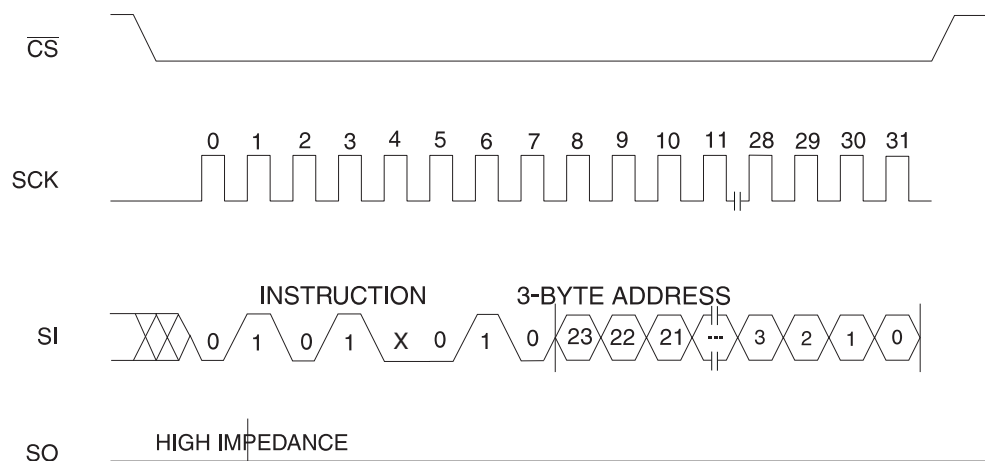 CS
0 1 2 3 4 5 6 7 8 9 10 11 28 29 30 31
SCK
INSTRUCTION 3-BYTE ADDRESS
SI 0 1 0 1 X 0 1 0 23 22 21 ... 3 2 1 0
HIGH IMPEDANCE
SO